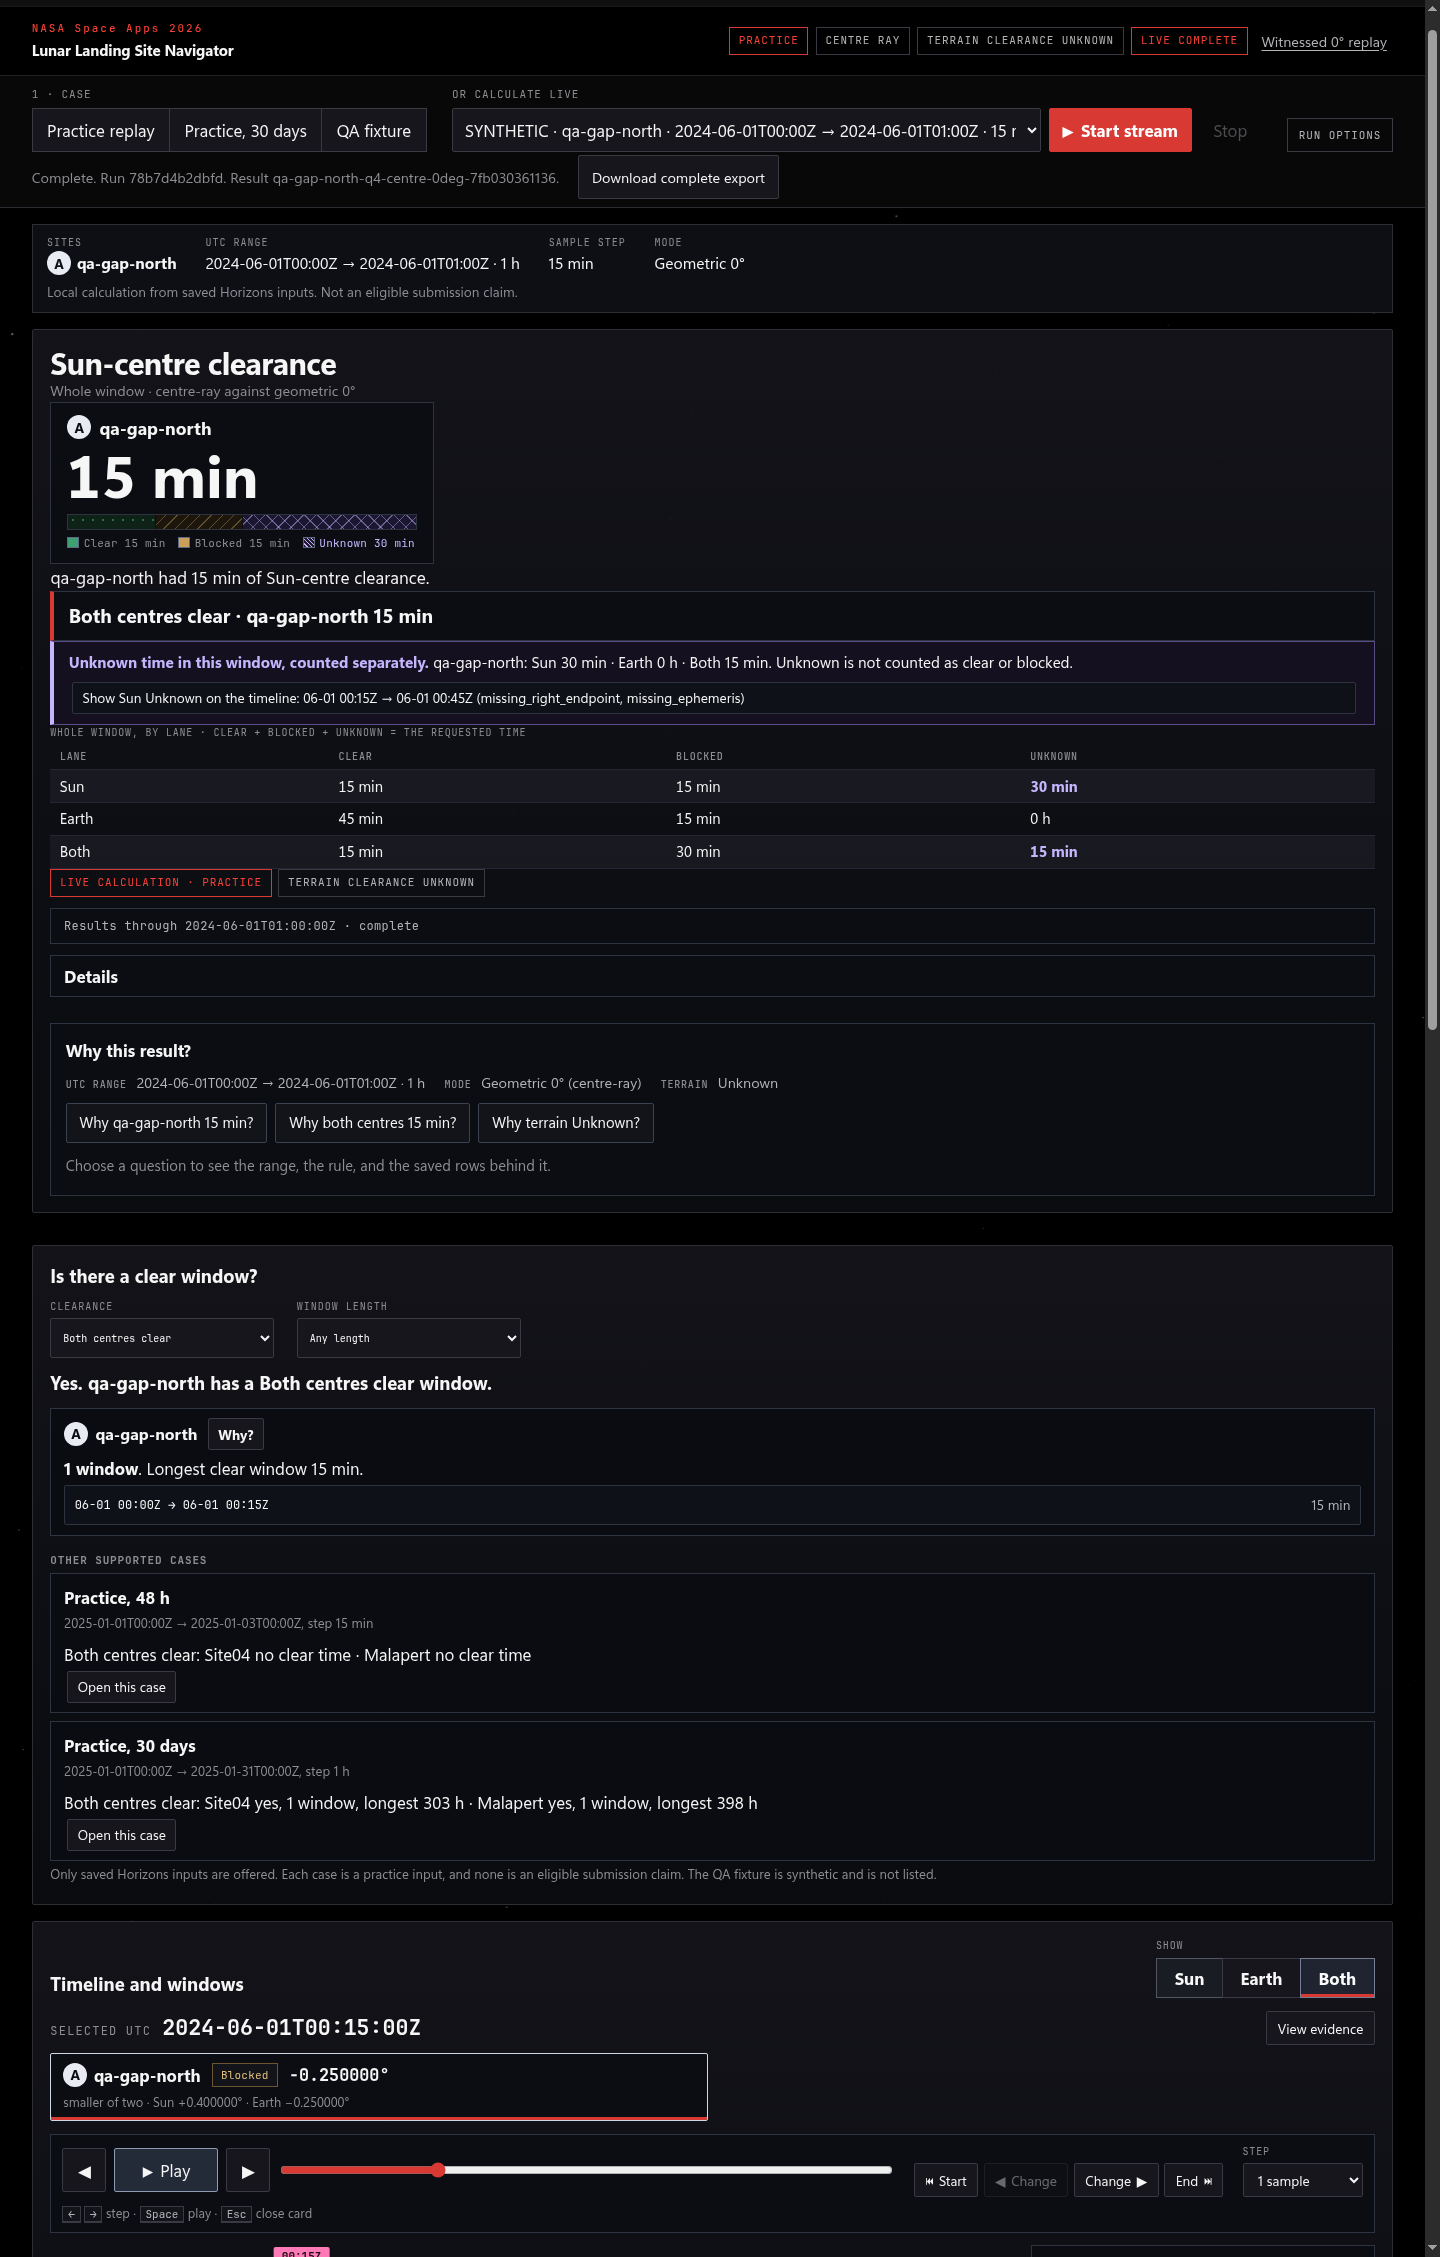 NASA Space Apps 2026
Lunar Landing Site Navigator
PRACTICE
CENTRE RAY
TERRAIN CLEARANCE UNKNOWN
LIVE COMPLETE
Witnessed 0° replay
1 · CASE
OR CALCULATE LIVE
Practice replay
Practice, 30 days
QA fixture
SYNTHETIC · qa-gap-north · 2024-06-01T00:00Z → 2024-06-01T01:00Z · 15 r
▶ Start stream
Stop
RUN OPTIONS
Complete. Run 78b7d4b2dbfd. Result qa-gap-north-q4-centre-0deg-7fb030361136.
Download complete export
SITES
UTC RANGE
SAMPLE STEP
MODE
A qa-gap-north
2024-06-01T00:00Z → 2024-06-01T01:00Z · 1 h
15 min
Geometric 0°
Local calculation from saved Horizons inputs. Not an eligible submission claim.
Sun-centre clearance
Whole window · centre-ray against geometric 0°
A qa-gap-north
15 min
Clear 15 min
Blocked 15 min
Unknown 30 min
qa-gap-north had 15 min of Sun-centre clearance.
Both centres clear · qa-gap-north 15 min
Unknown time in this window, counted separately. qa-gap-north: Sun 30 min · Earth 0 h · Both 15 min. Unknown is not counted as clear or blocked.
Show Sun Unknown on the timeline: 06-01 00:15Z → 06-01 00:45Z (missing_right_endpoint, missing_ephemeris)
WHOLE WINDOW, BY LANE · CLEAR + BLOCKED + UNKNOWN = THE REQUESTED TIME
LANE CLEAR BLOCKED UNKNOWN
Sun 15 min 15 min 30 min
Earth 45 min 15 min 0 h
Both 15 min 30 min 15 min
LIVE CALCULATION · PRACTICE
TERRAIN CLEARANCE UNKNOWN
Results through 2024-06-01T01:00:00Z · complete
Details
Why this result?
UTC RANGE 2024-06-01T00:00Z → 2024-06-01T01:00Z · 1 h MODE Geometric 0° (centre-ray) TERRAIN Unknown
Why qa-gap-north 15 min?
Why both centres 15 min?
Why terrain Unknown?
Choose a question to see the range, the rule, and the saved rows behind it.
Is there a clear window?
CLEARANCE
WINDOW LENGTH
Both centres clear
Any length
Yes. qa-gap-north has a Both centres clear window.
A qa-gap-north Why?
1 window. Longest clear window 15 min.
06-01 00:00Z → 06-01 00:15Z 15 min
OTHER SUPPORTED CASES
Practice, 48 h
2025-01-01T00:00Z → 2025-01-03T00:00Z, step 15 min
Both centres clear: Site04 no clear time · Malapert no clear time
Open this case
Practice, 30 days
2025-01-01T00:00Z → 2025-01-31T00:00Z, step 1 h
Both centres clear: Site04 yes, 1 window, longest 303 h · Malapert yes, 1 window, longest 398 h
Open this case
Only saved Horizons inputs are offered. Each case is a practice input, and none is an eligible submission claim. The QA fixture is synthetic and is not listed.
SHOW
Timeline and windows
Sun Earth Both
SELECTED UTC 2024-06-01T00:15:00Z
View evidence
A qa-gap-north Blocked -0.250000°
smaller of two · Sun +0.400000° · Earth −0.250000°
◀ ▶ Play ▶
⏮ Start
◀ Change
Change ▶
End ⏭
STEP
1 sample
← → step · Space play · Esc close card
00:15Z